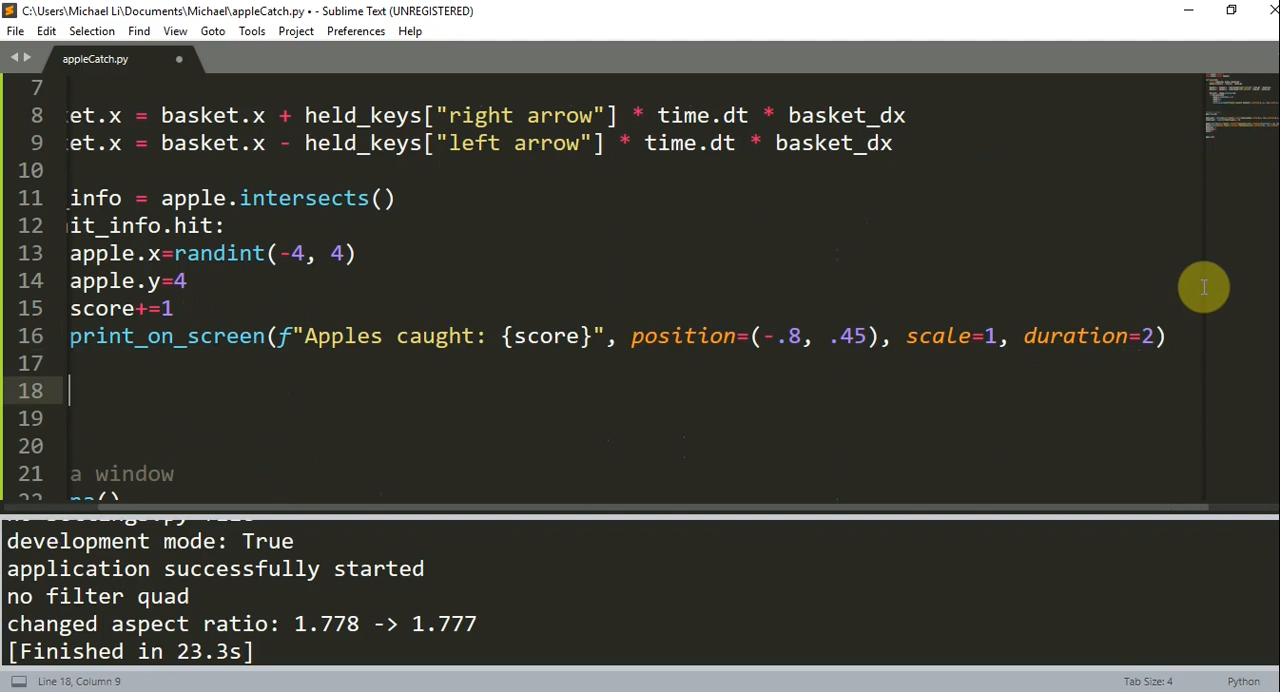 C:\Users\Michael Li\Documents\Michael\appleCatch.py • - Sublime Text (UNREGISTERED)
File Edit Selection Find View Goto Tools Project Preferences Help
appleCatch.py
7
8 ket.x = basket.x + held_keys["right arrow"] * time.dt * basket_dx
9 ket.x = basket.x - held_keys["left arrow"] * time.dt * basket_dx
10
11 _info = apple.intersects()
12 it_info.hit:
13 apple.x=randint(-4, 4)
14 apple.y=4
15 score+=1
16 print_on_screen(f"Apples caught: {score}", position=(-.8, .45), scale=1, duration=2)
17
18
19
20
21 a window
22 na()
development mode: True
application successfully started
no filter quad
changed aspect ratio: 1.778 -> 1.777
[Finished in 23.3s]
Line 18, Column 9 Tab Size: 4 Python